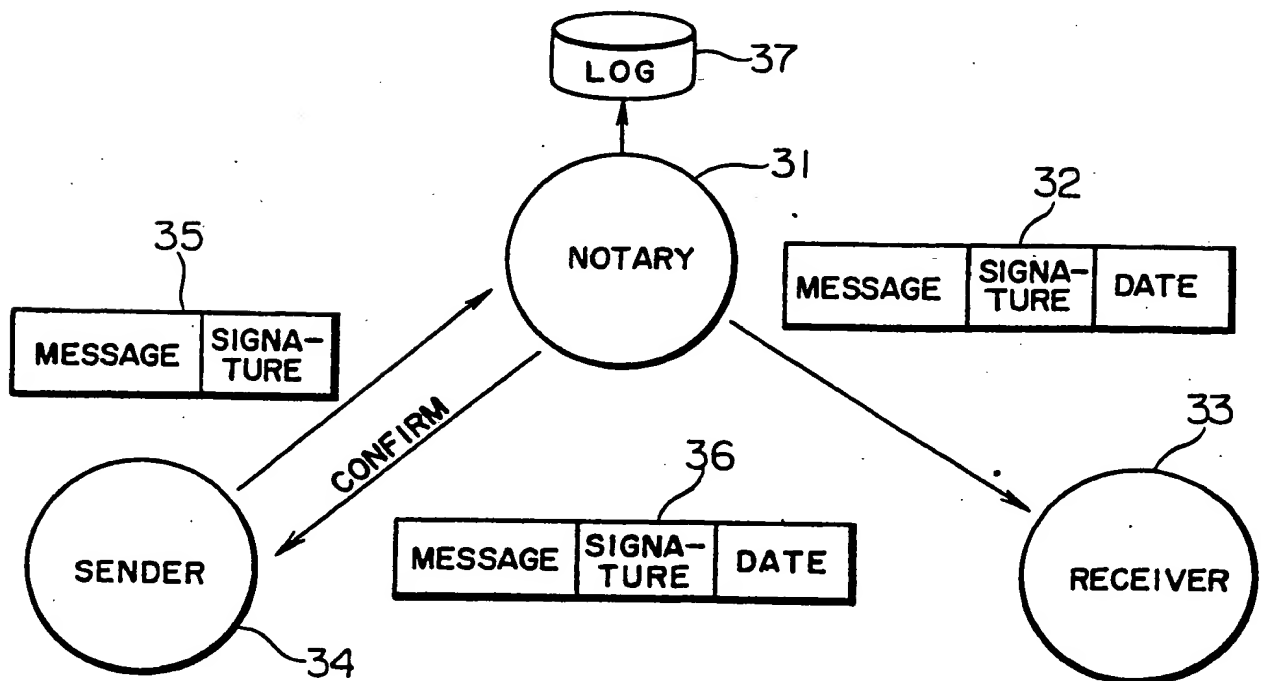 LOG
37
31
NOTARY
32
MESSAGE
SIGNA-
TURE
DATE
35
MESSAGE
SIGNA-
TURE
CONFIRM
33
36
MESSAGE
SIGNA-
TURE
DATE
SENDER
RECEIVER
34